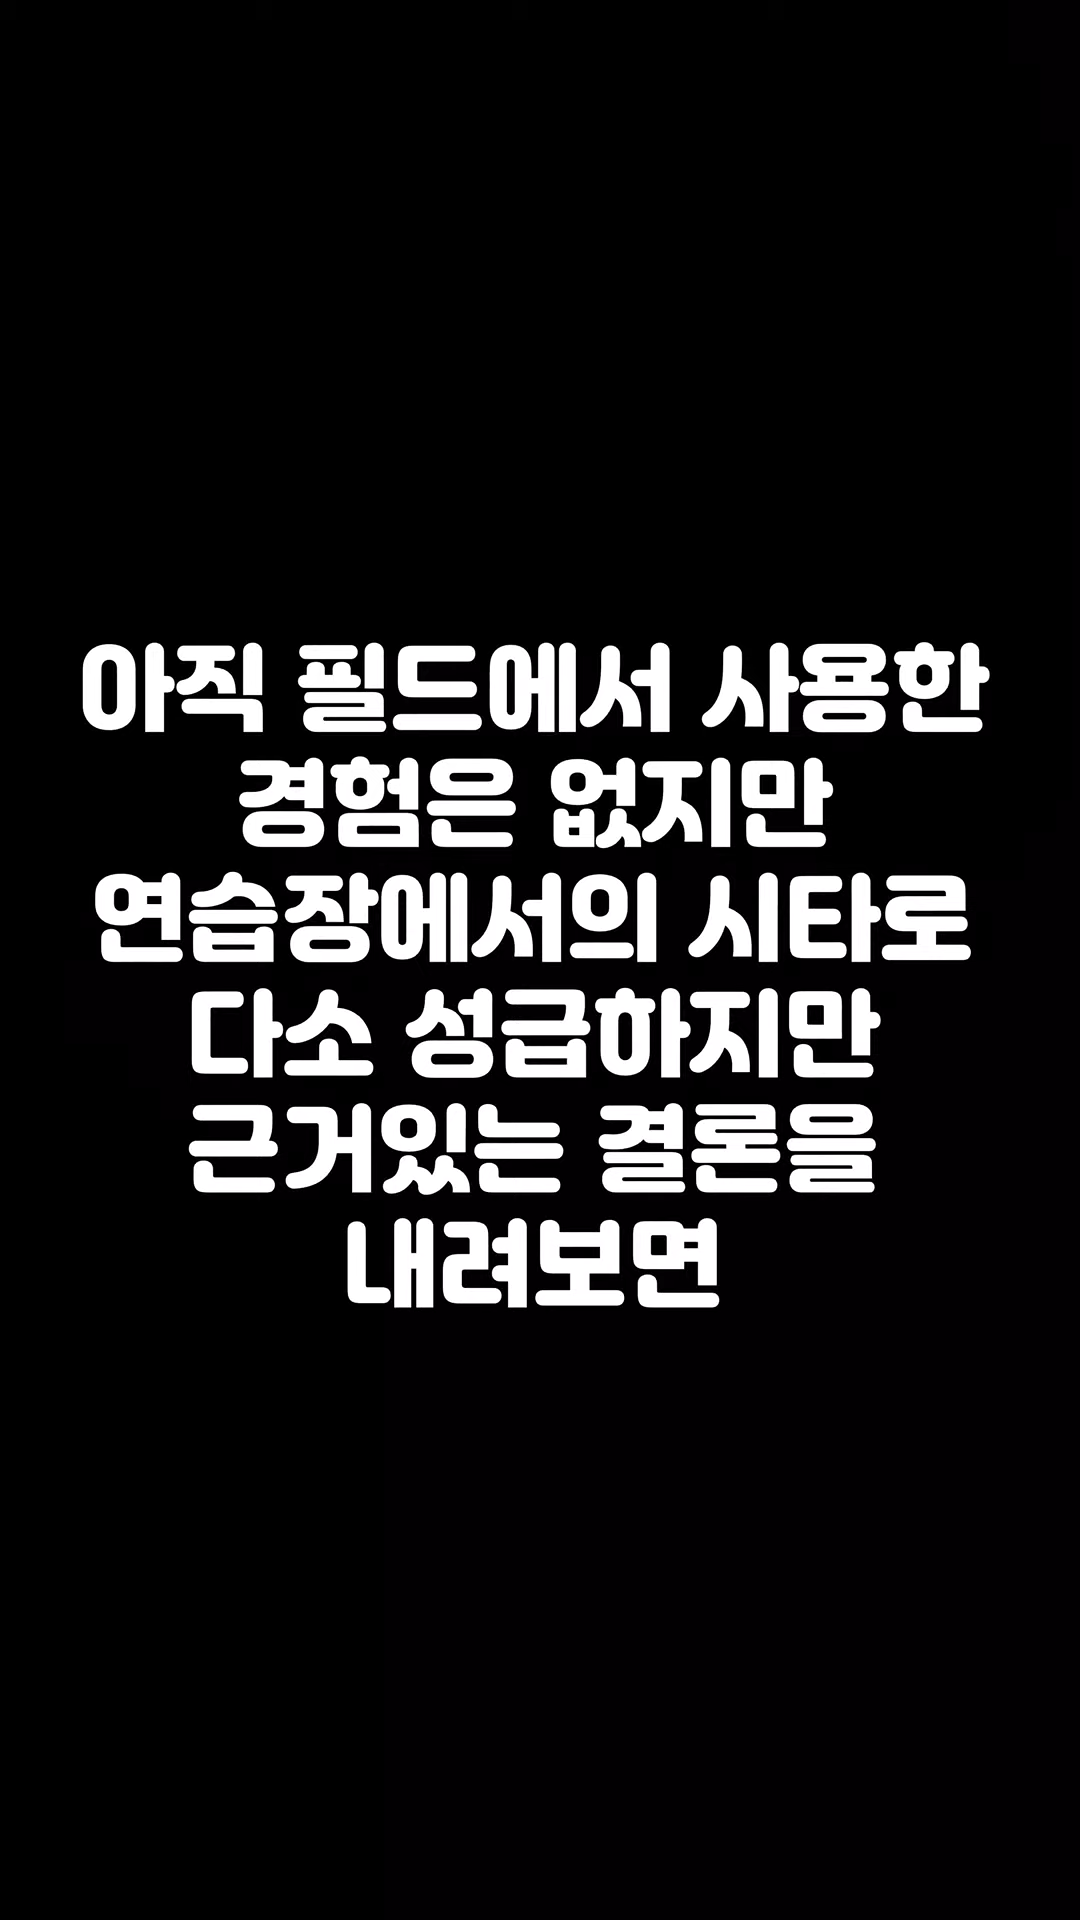 아직 필드에서 사용한
경험은 없지만
연습장에서의 시타로
다소 성급하지만
근거있는 결론을
내려보면